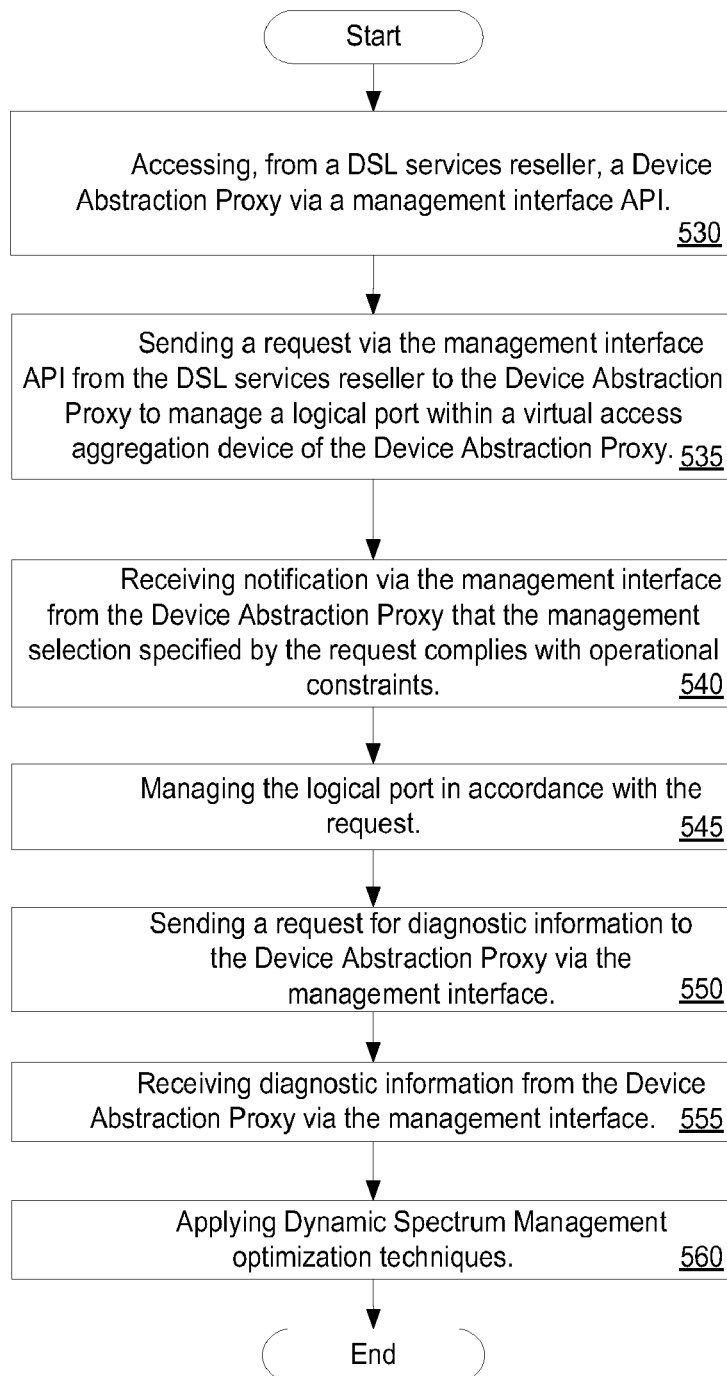 Start
Accessing, from a DSL services reseller, a Device
Abstraction Proxy via a management interface API.
530
Sending a request via the management interface
API from the DSL services reseller to the Device Abstraction
Proxy to manage a logical port within a virtual access
aggregation device of the Device Abstraction Proxy. 535
Receiving notification via the management interface
from the Device Abstraction Proxy that the management
selection specified by the request complies with operational
constraints. 540
Managing the logical port in accordance with the
request. 545
Sending a request for diagnostic information to
the Device Abstraction Proxy via the
management interface. 550
Receiving diagnostic information from the Device
Abstraction Proxy via the management interface. 555
Applying Dynamic Spectrum Management
optimization techniques. 560
End